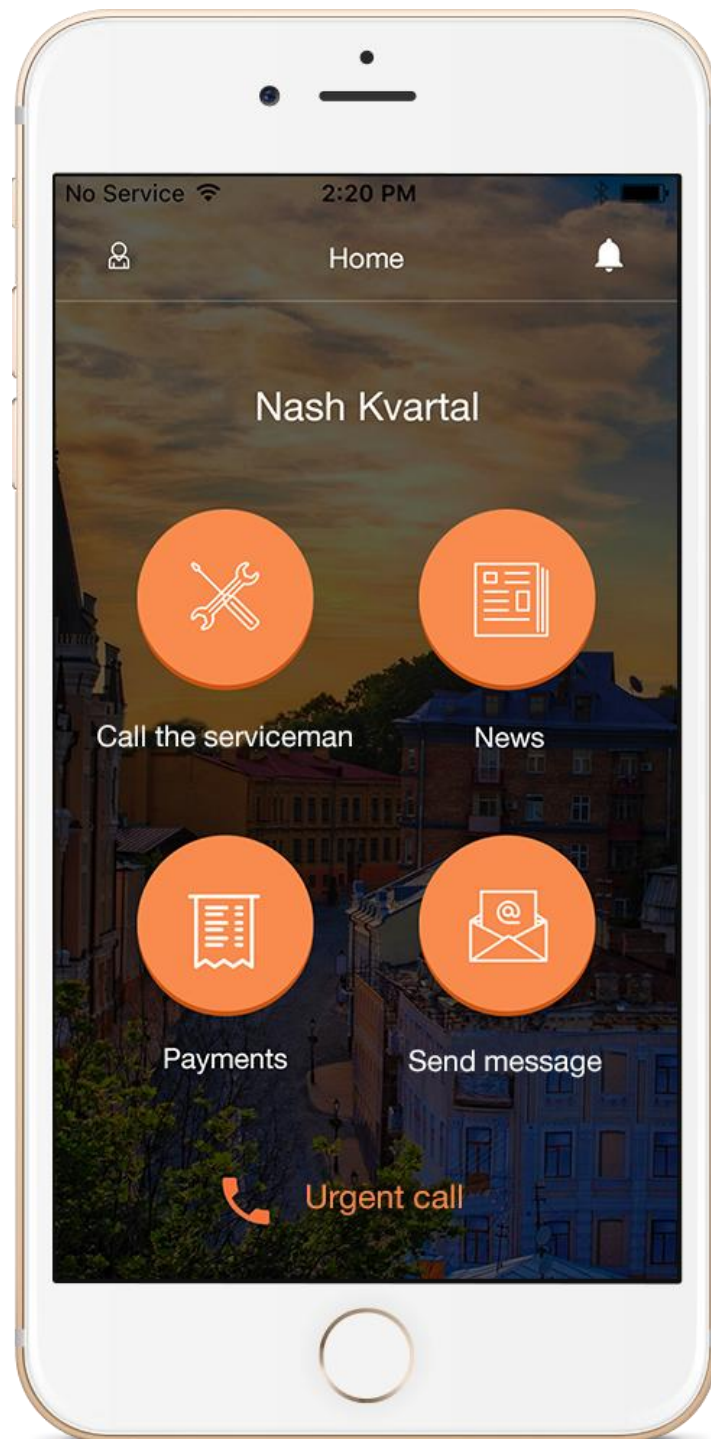 No Service 2:20 PM
Home
Nash Kvartal
Call the serviceman News
@
Payments Send message
Urgent call